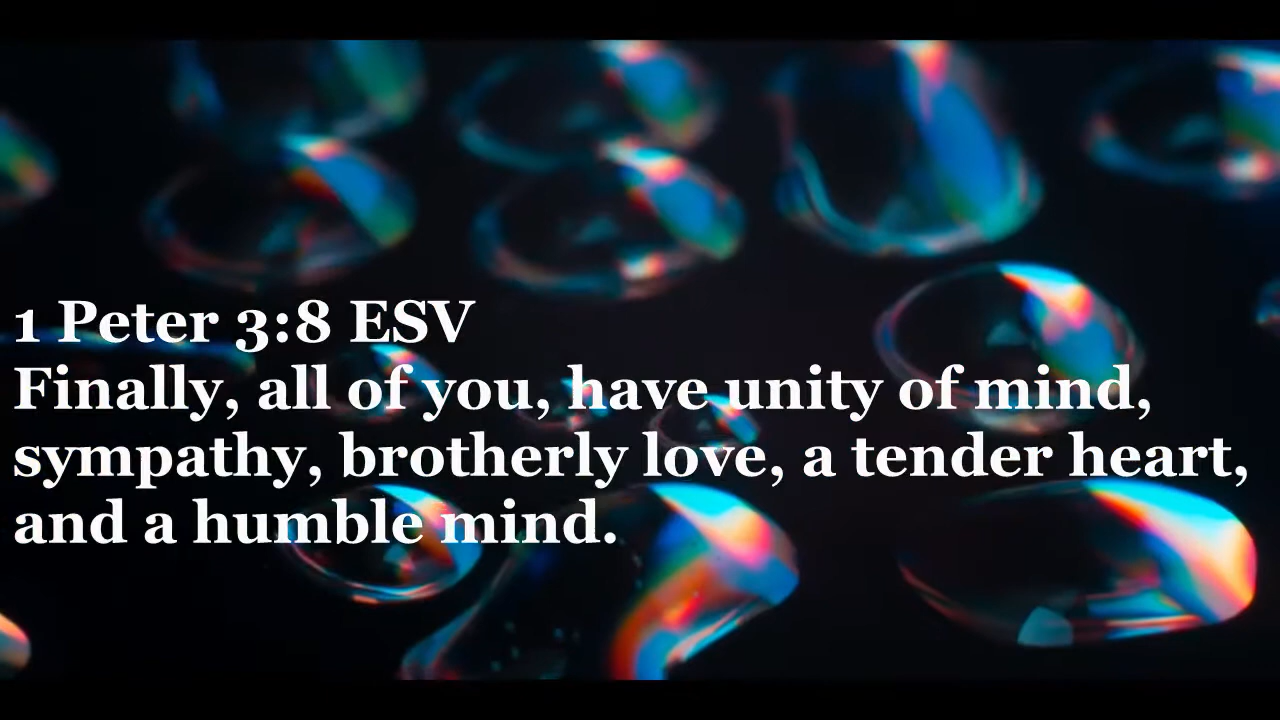 1 Peter 3:8 ESV
Finally, all of you, have unity of mind,
sympathy, brotherly love, a tender heart,
and a humble mind.